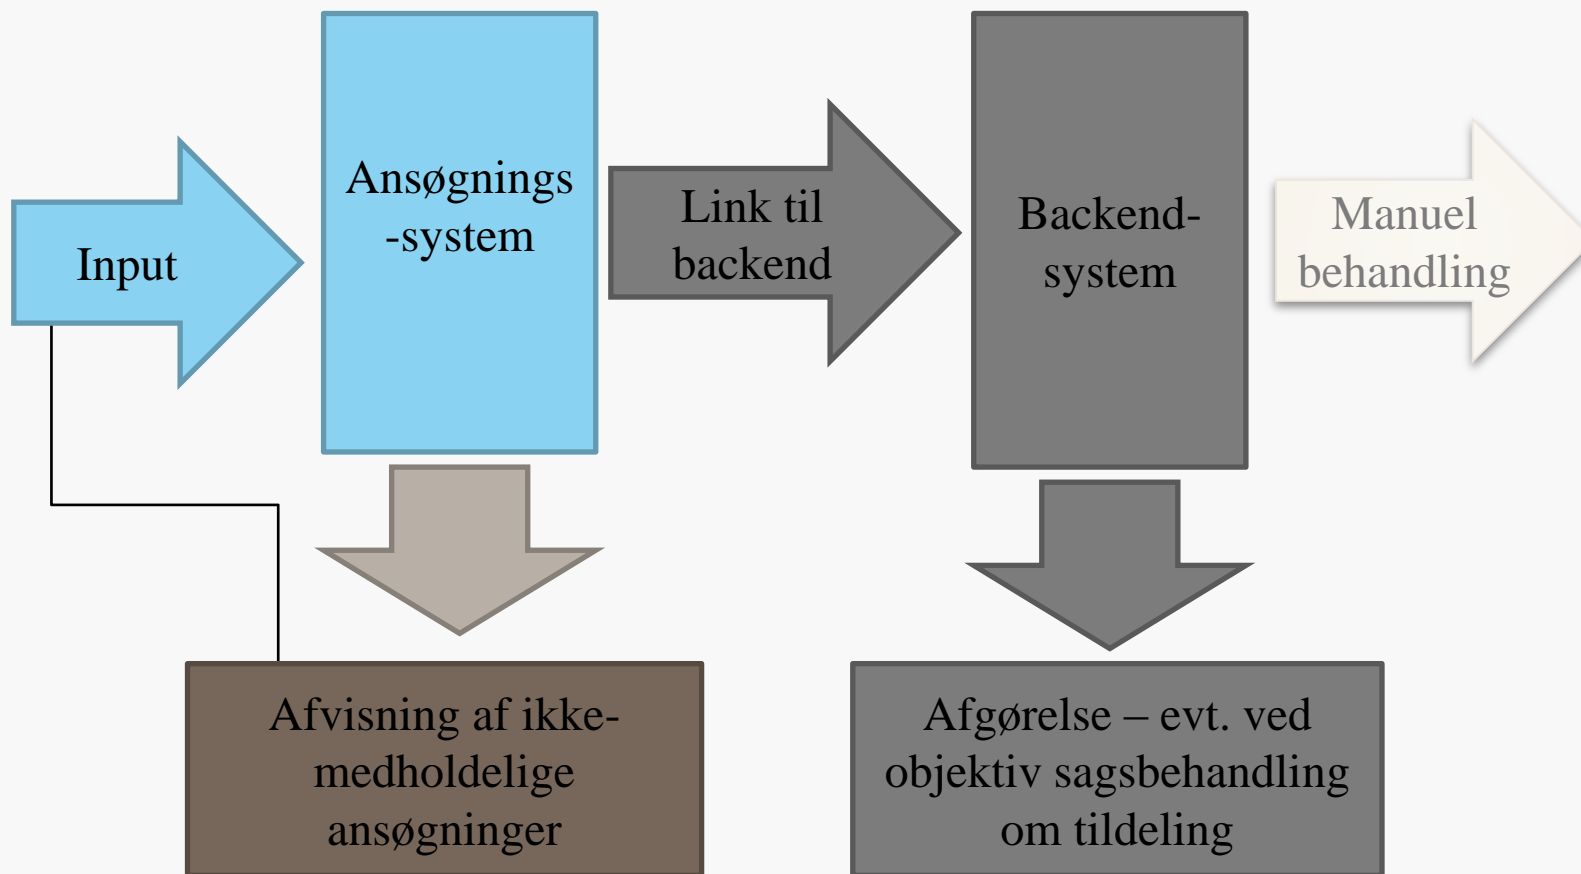 Input
Ansøgnings
-system
Link til
backend
Backend-
system
Manuel
behandling
Afvisning af ikke-
medholdelige
ansøgninger
Afgørelse – evt. ved
objektiv sagsbehandling
om tildeling